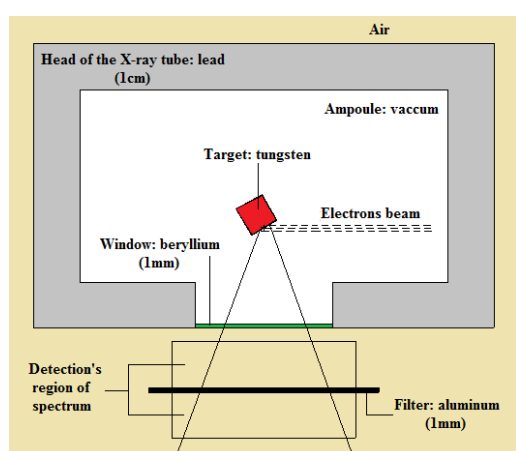 Air
Head of the X-ray tube: lead
(1cm)
Ampoule: vaccum
Target: tungsten
Electrons beam
Window: beryllium
(1mm)
Detection's
region of
spectrum
Filter: aluminum
(1mm)